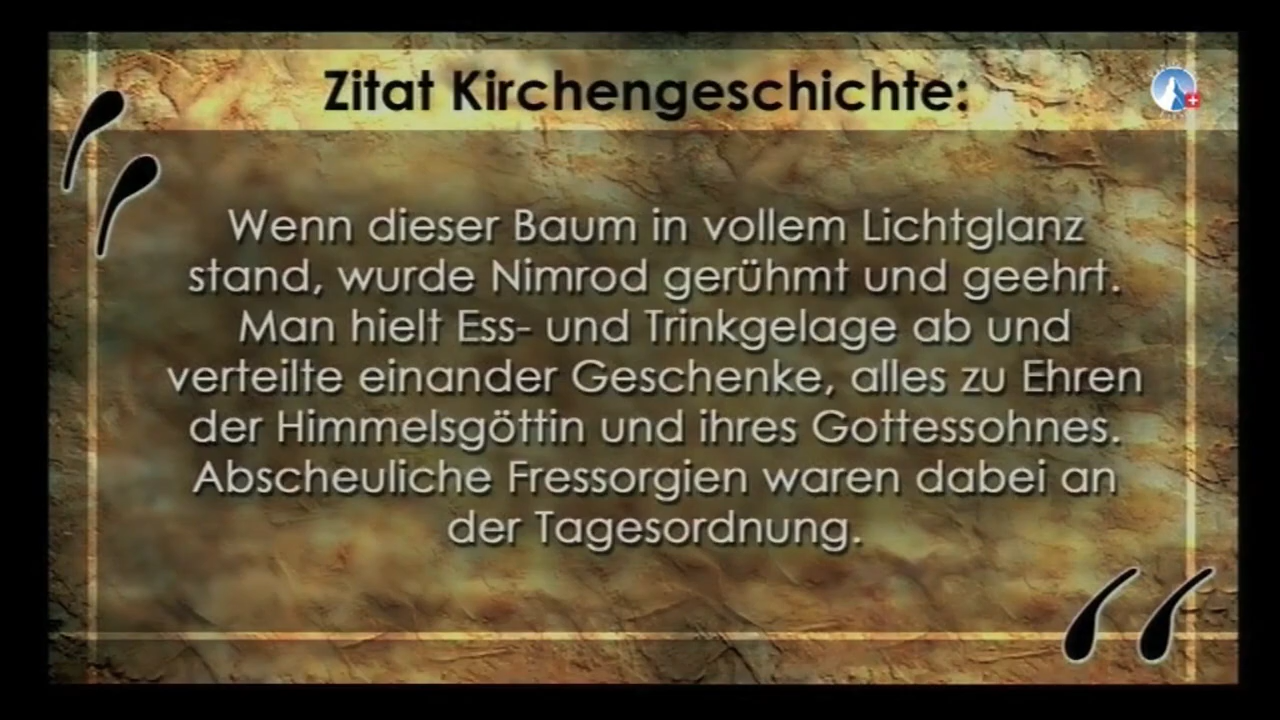 Zitat Kirchengeschichte:
Wenn dieser Baum in vollem Lichtglanz
stand, wurde Nimrod gerühmt und geehrt.
Man hielt Ess- und Trinkgelage ab und
verteilte einander Geschenke, alles zu Ehren
der Himmelsgöttin und ihres Gottessohnes.
Abscheuliche Fressorgien waren dabei an
der Tagesordnung.